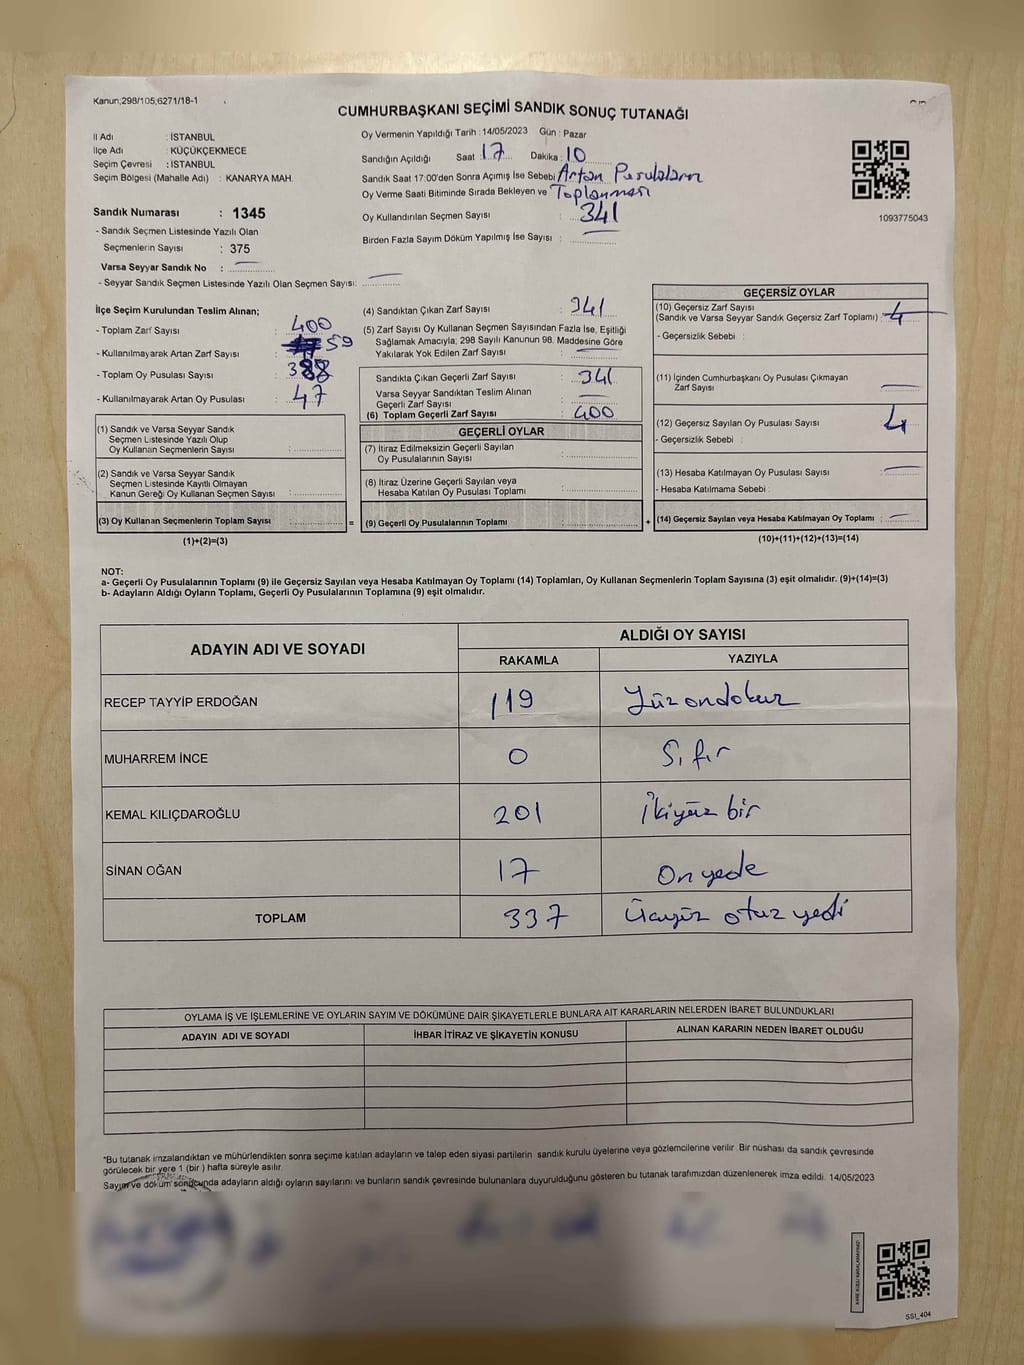 Kanun;298/105;6271/18-1
CUMHURBAŞKANI SEÇİMİ SANDIK SONUÇ TUTANAĞI
İl Adı : İSTANBUL
İlçe Adı : KÜÇÜKÇEKMECE
Seçim Çevresi : İSTANBUL
Seçim Bölgesi (Mahalle Adı) : KANARYA MAH.
Oy Vermenin Yapıldığı Tarih : 14/05/2023 Gün : Pazar
Sandığın Açıldığı Saat : 17 Dakika : 10
Sandık Saat 17:00'den Sonra Açımış İse Sebebi : Artan Pusulaların
Oy Verme Saati Bitiminde Sırada Bekleyen ve Toplanması
Oy Kullandırılan Seçmen Sayısı : 341
Birden Fazla Sayım Döküm Yapılmış İse Sayısı :
1093775043
Sandık Numarası : 1345
- Sandık Seçmen Listesinde Yazılı Olan
Seçmenlerin Sayısı : 375
Varsa Seyyar Sandık No : —
- Seyyar Sandık Seçmen Listesinde Yazılı Olan Seçmen Sayısı: —
İlçe Seçim Kurulundan Teslim Alınan;
- Toplam Zarf Sayısı : 400
- Kullanılmayarak Artan Zarf Sayısı : 59
- Toplam Oy Pusulası Sayısı : 388
- Kullanılmayarak Artan Oy Pusulası : 47
(1) Sandık ve Varsa Seyyar Sandık
Seçmen Listesinde Yazılı Olup
Oy Kullanan Seçmenlerin Sayısı :
(2) Sandık ve Varsa Seyyar Sandık
Seçmen Listesinde Kayıtlı Olmayan
Kanun Gereği Oy Kullanan Seçmen Sayısı :
(3) Oy Kullanan Seçmenlerin Toplam Sayısı : =
(1)+(2)=(3)
(4) Sandıktan Çıkan Zarf Sayısı : 341
(5) Zarf Sayısı Oy Kullanan Seçmen Sayısından Fazla İse, Eşitliği
Sağlamak Amacıyla; 298 Sayılı Kanunun 98. Maddesine Göre
Yakılarak Yok Edilen Zarf Sayısı : —
Sandıkta Çıkan Geçerli Zarf Sayısı : 341
Varsa Seyyar Sandıktan Teslim Alınan
Geçerli Zarf Sayısı : —
(6) Toplam Geçerli Zarf Sayısı : 400
GEÇERLİ OYLAR
(7) İtiraz Edilmeksizin Geçerli Sayılan
Oy Pusulalarının Sayısı :
(8) İtiraz Üzerine Geçerli Sayılan veya
Hesaba Katılan Oy Pusulası Toplamı :
(9) Geçerli Oy Pusulalarının Toplamı : +
GEÇERSİZ OYLAR
(10) Geçersiz Zarf Sayısı
(Sandık ve Varsa Seyyar Sandık Geçersiz Zarf Toplamı) : 4
- Geçersizlik Sebebi :
(11) İçinden Cumhurbaşkanı Oy Pusulası Çıkmayan
Zarf Sayısı : —
(12) Geçersiz Sayılan Oy Pusulası Sayısı : 4
- Geçersizlik Sebebi :
(13) Hesaba Katılmayan Oy Pusulası Sayısı : —
- Hesaba Katılmama Sebebi :
(14) Geçersiz Sayılan veya Hesaba Katılmayan Oy Toplamı : —
(10)+(11)+(12)+(13)=(14)
NOT:
a- Geçerli Oy Pusulalarının Toplamı (9) ile Geçersiz Sayılan veya Hesaba Katılmayan Oy Toplamı (14) Toplamları, Oy Kullanan Seçmenlerin Toplam Sayısına (3) eşit olmalıdır. (9)+(14)=(3)
b- Adayların Aldığı Oyların Toplamı, Geçerli Oy Pusulalarının Toplamına (9) eşit olmalıdır.
ADAYIN ADI VE SOYADI ALDIĞI OY SAYISI
RAKAMLA YAZIYLA
RECEP TAYYİP ERDOĞAN 119 Yüzondokuz
MUHARREM İNCE 0 Sıfır
KEMAL KILIÇDAROĞLU 201 İkiyüz bir
SİNAN OĞAN 17 On yede
TOPLAM 337 Üçyüz otuz yedi
OYLAMA İŞ VE İŞLEMLERİNE VE OYLARIN SAYIM VE DÖKÜMÜNE DAİR ŞİKAYETLERLE BUNLARA AİT KARARLARIN NELERDEN İBARET BULUNDUKLARI
ADAYIN ADI VE SOYADI İHBAR İTİRAZ VE ŞİKAYETİN KONUSU ALINAN KARARIN NEDEN İBARET OLDUĞU
*Bu tutanak imzalandıktan ve mühürlendikten sonra seçime katılan adayların ve talep eden siyasi partilerin sandık kurulu üyelerine veya gözlemcilerine verilir. Bir nüshası da sandık çevresinde
görülecek bir yere 1 (bir ) hafta süreyle asılır.
Sayım ve döküm sonucunda adayların aldığı oyların sayılarını ve bunların sandık çevresinde bulunanlara duyurulduğunu gösteren bu tutanak tarafımızdan düzenlenerek imza edildi. 14/05/2023
SSİ_404